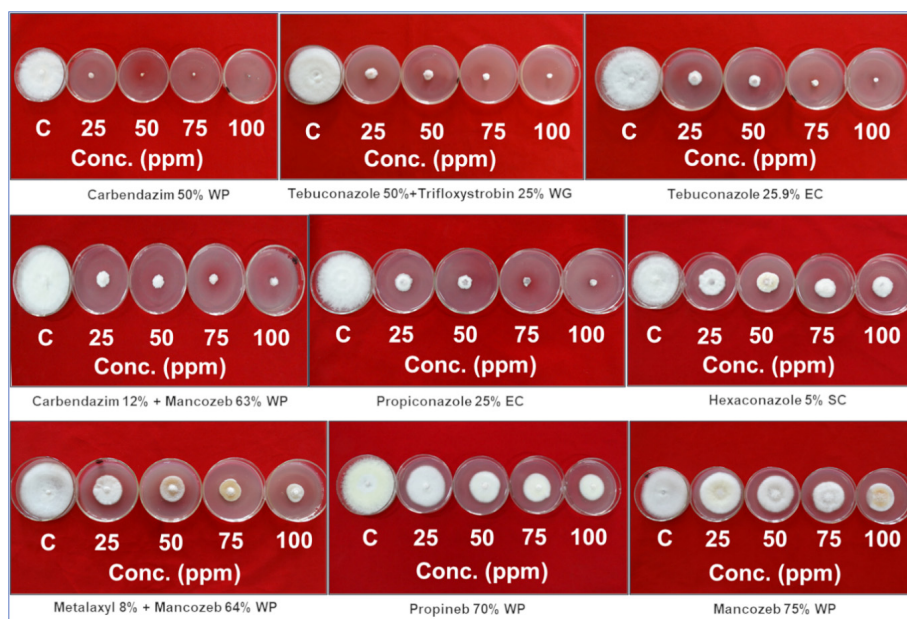 C 25 50 75 100
Conc. (ppm)
Carbendazim 50% WP
C 25 50 75 100
Conc. (ppm)
Tebuconazole 50%+Trifloxystrobin 25% WG
C 25 50 75 100
Conc. (ppm)
Tebuconazole 25.9% EC
C 25 50 75 100
Conc. (ppm)
Carbendazim 12% + Mancozeb 63% WP
C 25 50 75 100
Conc. (ppm)
Propiconazole 25% EC
C 25 50 75 100
Conc. (ppm)
Hexaconazole 5% SC
C 25 50 75 100
Conc. (ppm)
Metalaxyl 8% + Mancozeb 64% WP
C 25 50 75 100
Conc. (ppm)
Propineb 70% WP
C 25 50 75 100
Conc. (ppm)
Mancozeb 75% WP